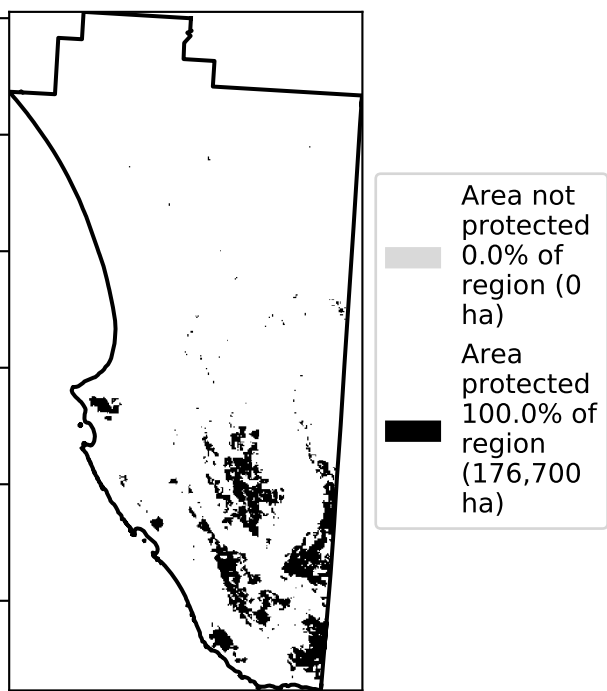 Area not
protected
0.0% of
region (0
ha)
Area
protected
100.0% of
region
(176,700
ha)